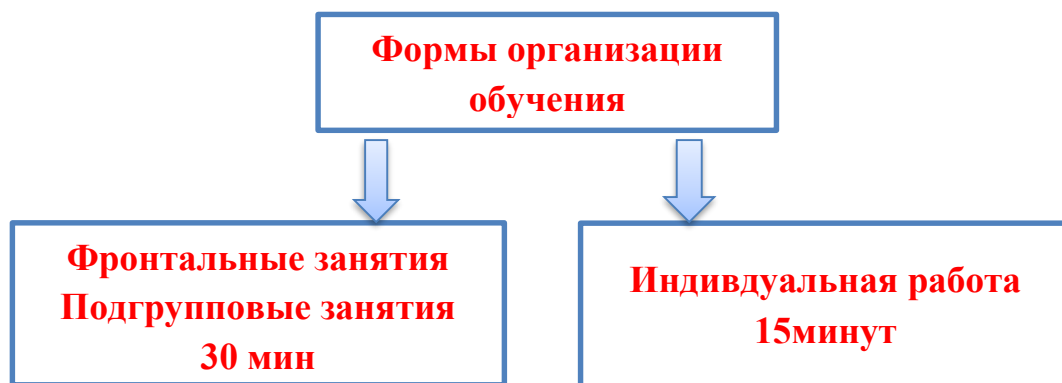 Формы организации
обучения
Фронтальные занятия
Подгрупповые занятия
30 мин
Индивдуальная работа
15минут